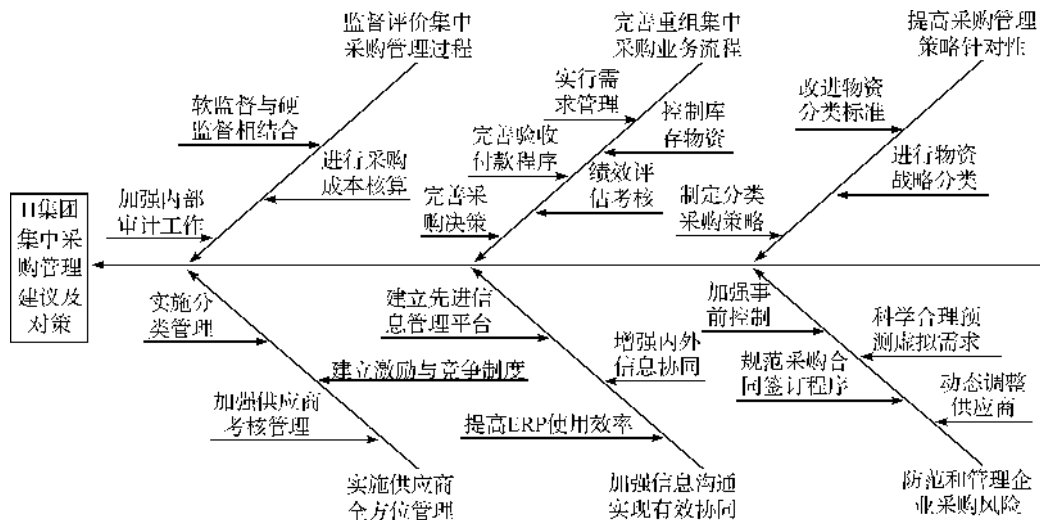 监督评价集中
采购管理过程
完善重组集中
采购业务流程
提高采购管理
策略针对性
软监督与硬
监督相结合
进行采购
成本核算
加强内部
审计工作
实行需
求管理
控制库
存物资
完善验收
付款程序
绩效评
估考核
完善采
购决策
改进物资
分类标准
进行物资
战略分类
制定分类
采购策略
H集团
集中采
购管理
建议及
对策
实施分
类管理
建立激励与竞争制度
加强供应商
考核管理
实施供应商
全方位管理
建立先进信
息管理平台
增强内外
信息协同
提高ERP使用效率
加强信息沟通
实现有效协同
加强事
前控制
科学合理预
测虚拟需求
规范采购合
同签订程序
动态调整
供应商
防范和管理企
业采购风险